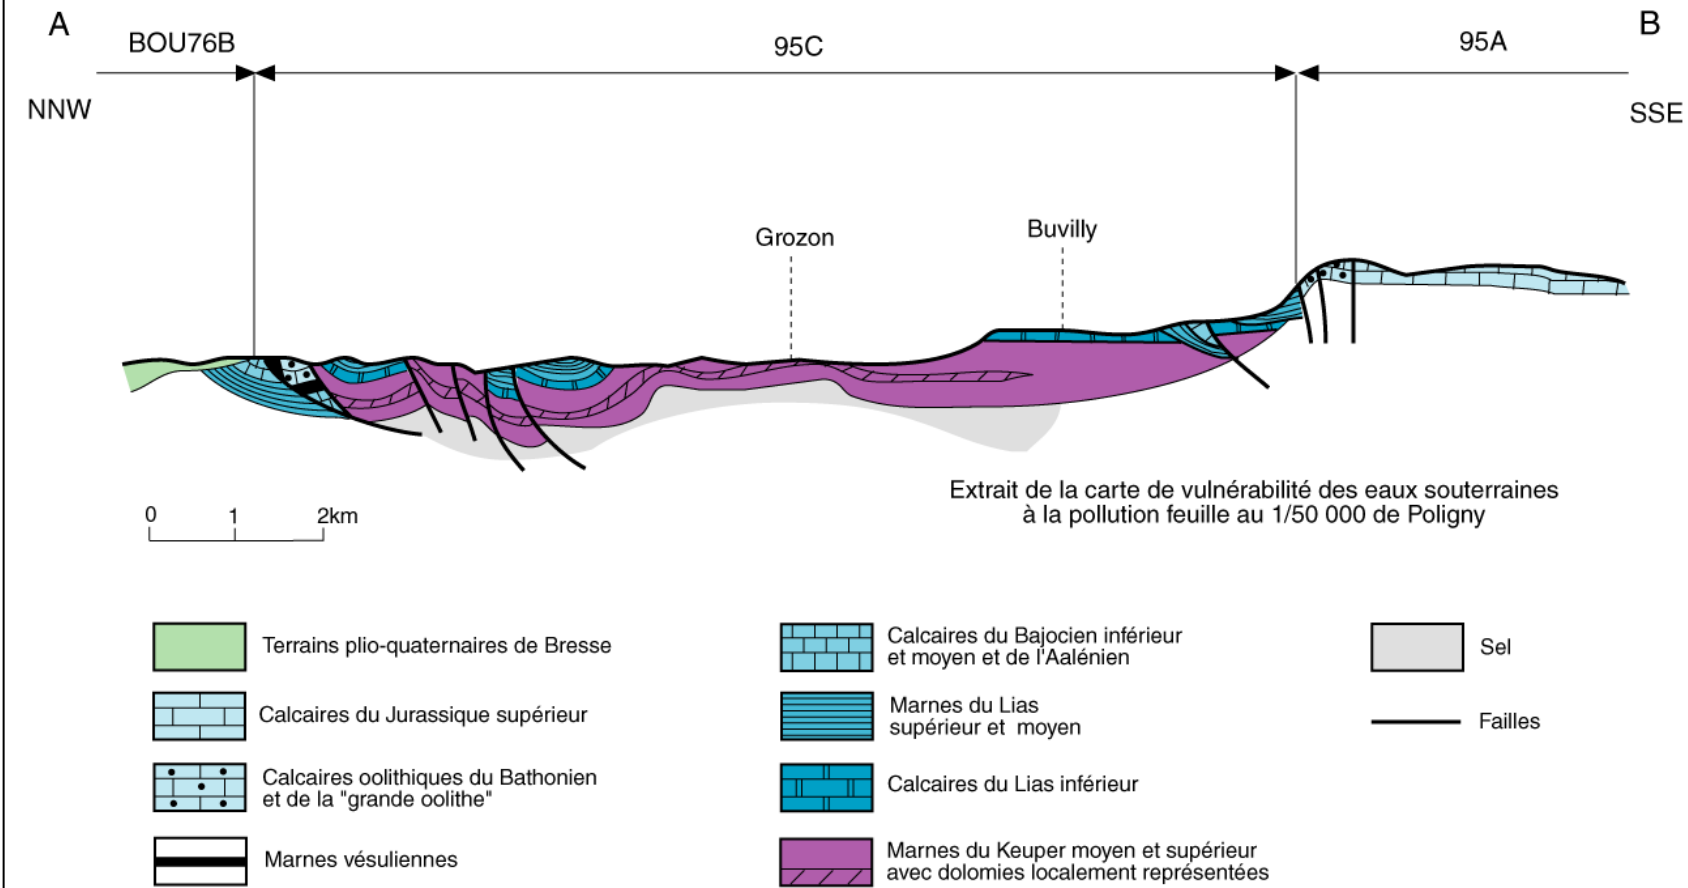 A
B
BOU76B
95C
95A
NNW
SSE
Grozon
Buvilly
Extrait de la carte de vulnérabilité des eaux souterraines
à la pollution feuille au 1/50 000 de Poligny
0 1 2km
Terrains plio-quaternaires de Bresse
Calcaires du Jurassique supérieur
Calcaires oolithiques du Bathonien
et de la "grande oolithe"
Marnes vésuliennes
Calcaires du Bajocien inférieur
et moyen et de l'Aalénien
Marnes du Lias
supérieur et moyen
Calcaires du Lias inférieur
Marnes du Keuper moyen et supérieur
avec dolomies localement représentées
Sel
Failles